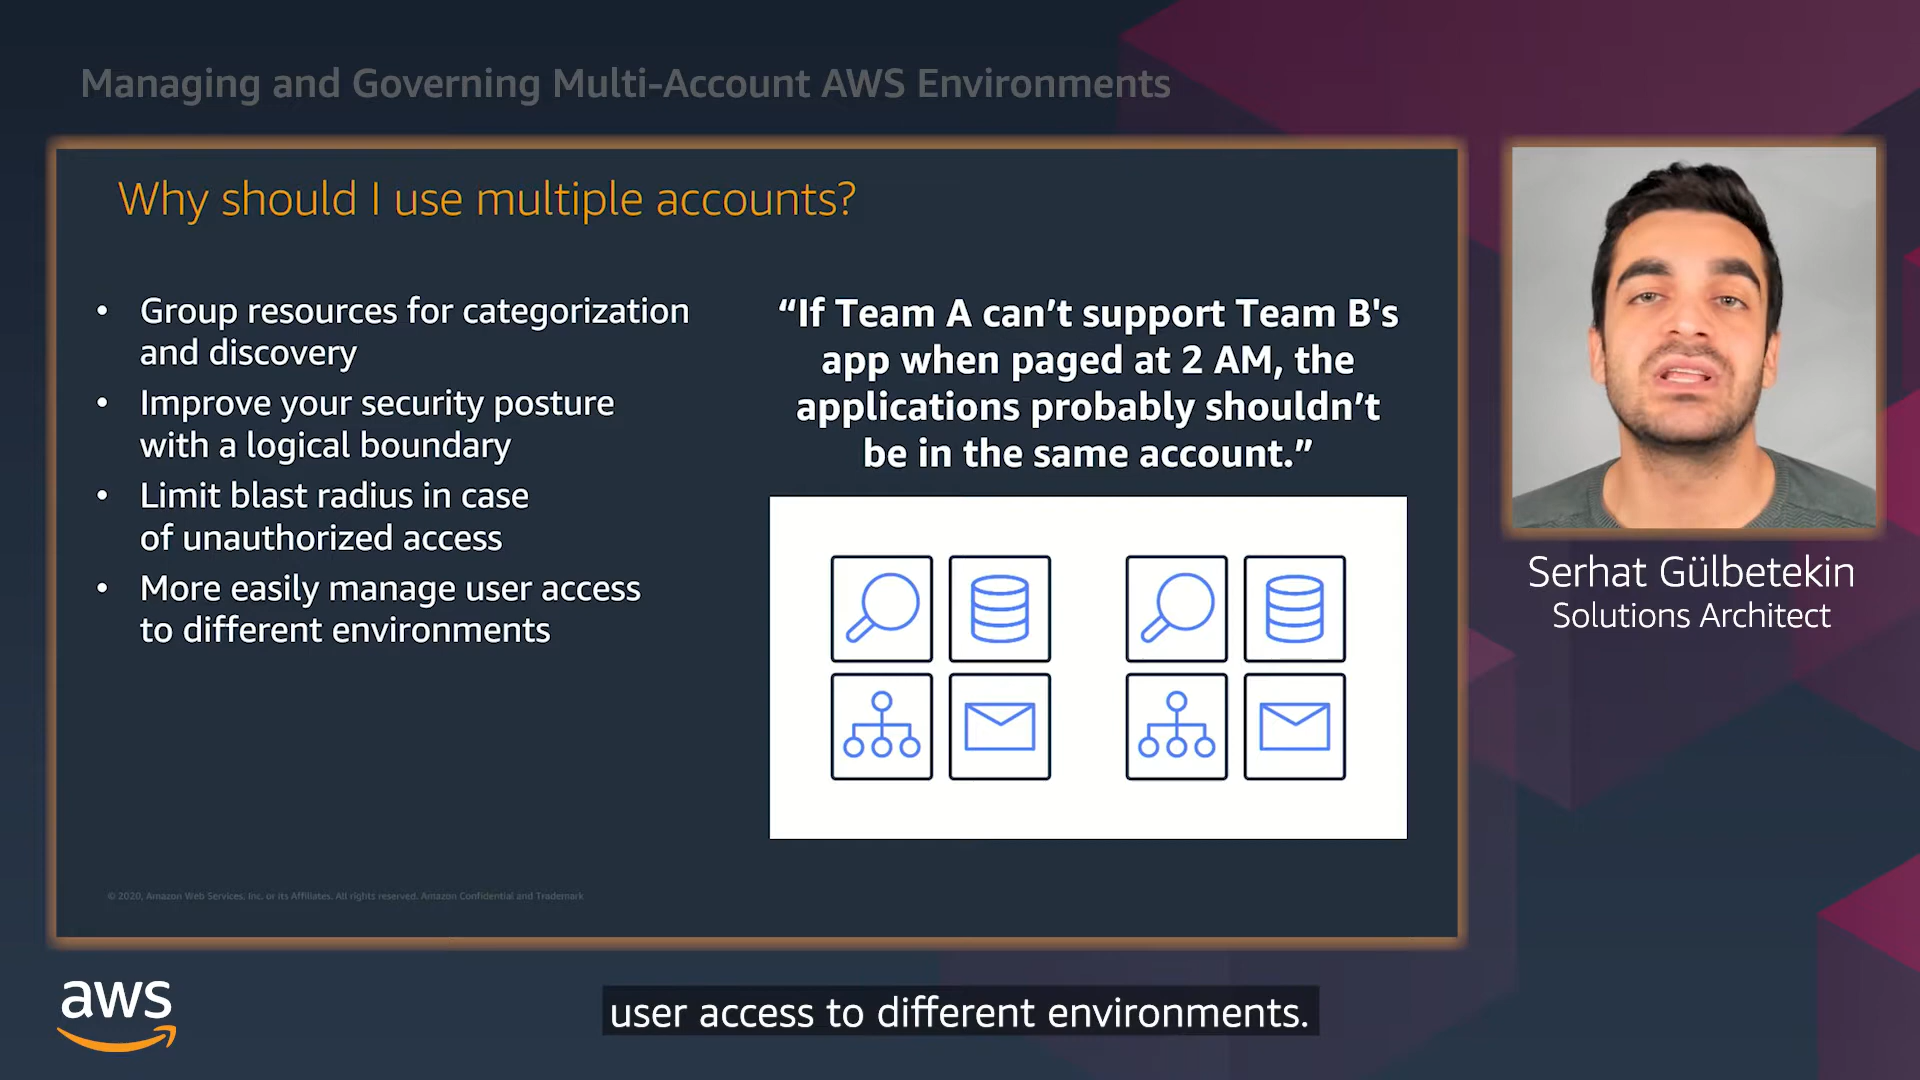 Managing and Governing Multi-Account AWS Environments
Why should I use multiple accounts?
• Group resources for categorization
and discovery
• Improve your security posture
with a logical boundary
• Limit blast radius in case
of unauthorized access
• More easily manage user access
to different environments
“If Team A can’t support Team B's
app when paged at 2 AM, the
applications probably shouldn’t
be in the same account.”
© 2020, Amazon Web Services, Inc. or its Affiliates. All rights reserved. Amazon Confidential and Trademark
Serhat Gülbetekin
Solutions Architect
aws
user access to different environments.